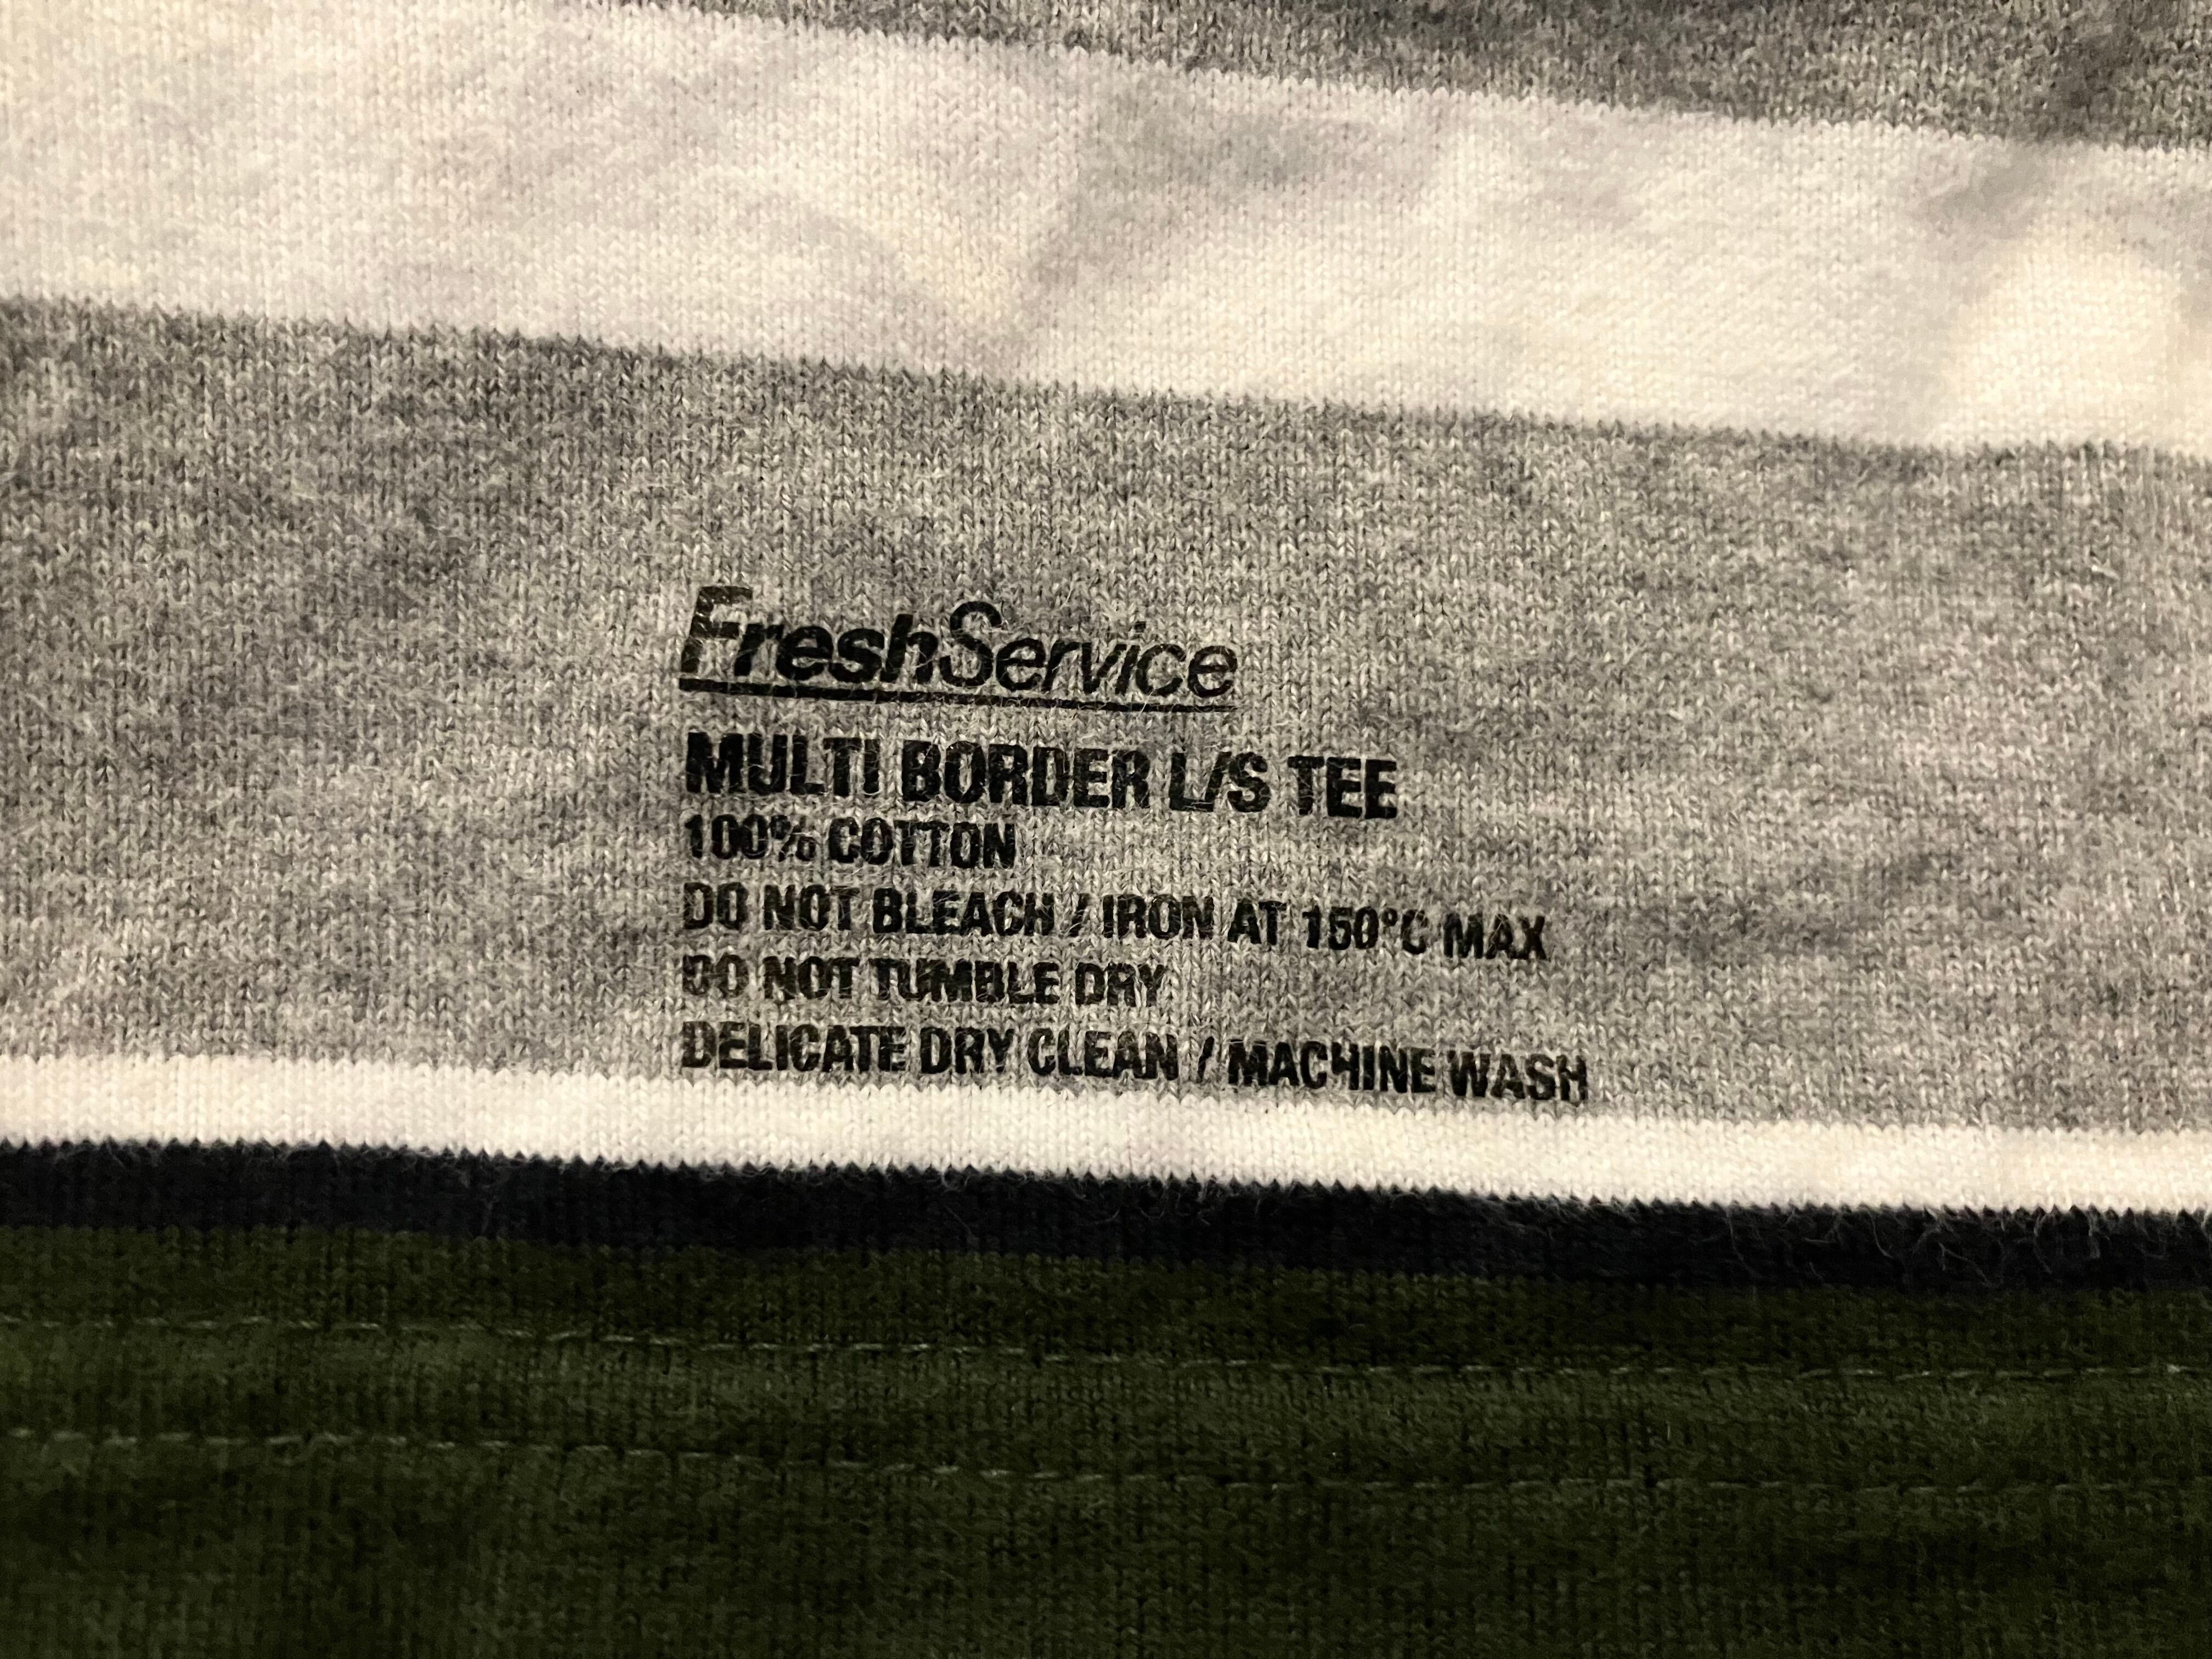 FreshService
MULTI BORDER L/S TEE
100% COTTON
DO NOT BLEACH / IRON AT 150°C MAX
DO NOT TUMBLE DRY
DELICATE DRY CLEAN / MACHINE WASH